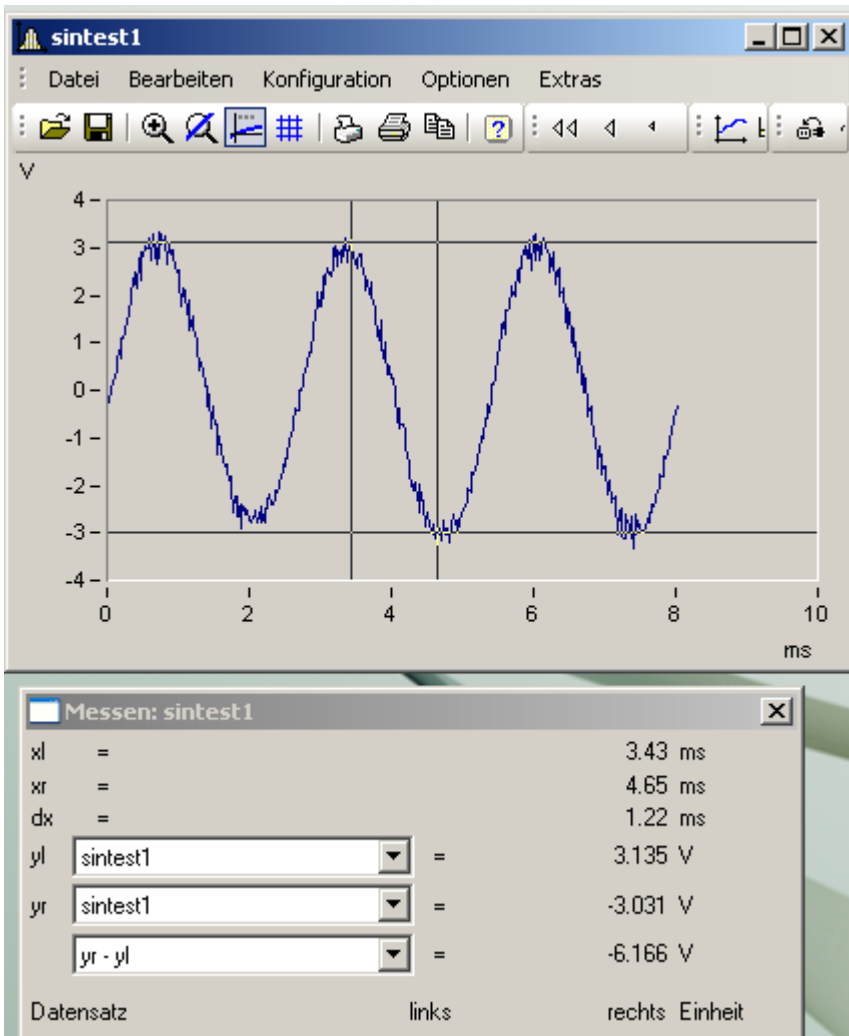 sintest1
Datei Bearbeiten Konfiguration Optionen Extras
V
4
3
2
1
0
-1
-2
-3
-4
0 2 4 6 8 10
ms
Messen: sintest1
xl = 3.43 ms
xr = 4.65 ms
dx = 1.22 ms
yl sintest1 = 3.135 V
yr sintest1 = -3.031 V
yr - yl = -6.166 V
Datensatz links rechts Einheit